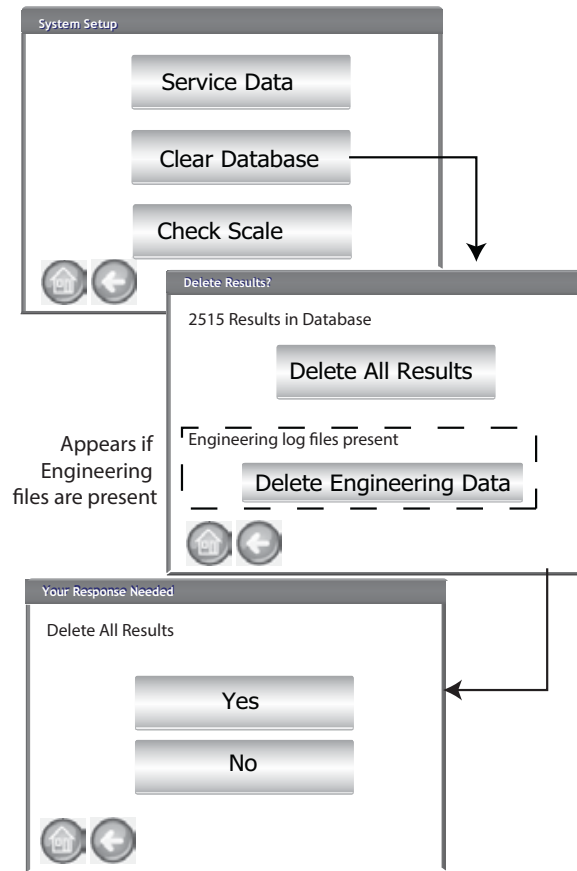 System Setup
Service Data
Clear Database
Check Scale
Delete Results?
2515 Results in Database
Delete All Results
Appears if
Engineering
files are present
Engineering log files present
Delete Engineering Data
Your Response Needed
Delete All Results
Yes
No